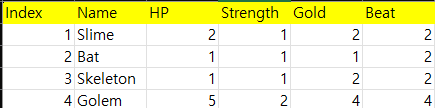 Index Name HP Strength Gold Beat
1 Slime 2 1 2 2
2 Bat 1 1 1 2
3 Skeleton 1 1 2 2
4 Golem 5 2 4 4